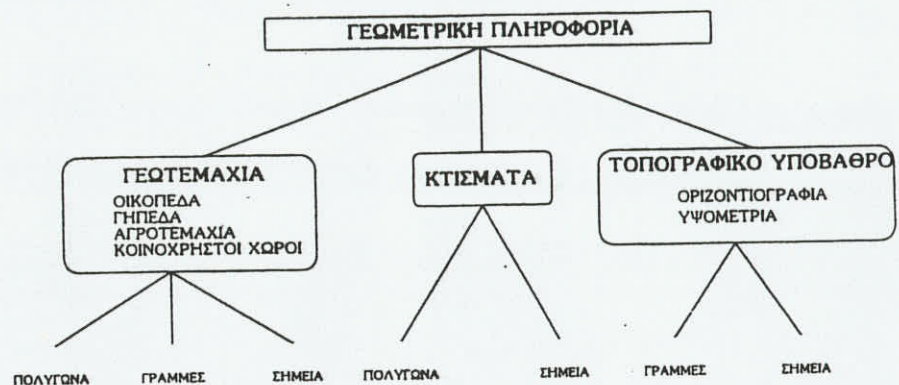 ΓΕΩΜΕΤΡΙΚΗ ΠΛΗΡΟΦΟΡΙΑ
ΓΕΩΤΕΜΑΧΙΑ
ΟΙΚΟΠΕΔΑ
ΓΗΠΕΔΑ
ΑΓΡΟΤΕΜΑΧΙΑ
ΚΟΙΝΟΧΡΗΣΤΟΙ ΧΩΡΟΙ
ΚΤΙΣΜΑΤΑ
ΤΟΠΟΓΡΑΦΙΚΟ ΥΠΟΒΑΘΡΟ
ΟΡΙΖΟΝΤΙΟΓΡΑΦΙΑ
ΥΨΟΜΕΤΡΙΑ
ΠΟΛΥΓΩΝΑ
ΓΡΑΜΜΕΣ
ΣΗΜΕΙΑ
ΠΟΛΥΓΩΝΑ
ΣΗΜΕΙΑ
ΓΡΑΜΜΕΣ
ΣΗΜΕΙΑ